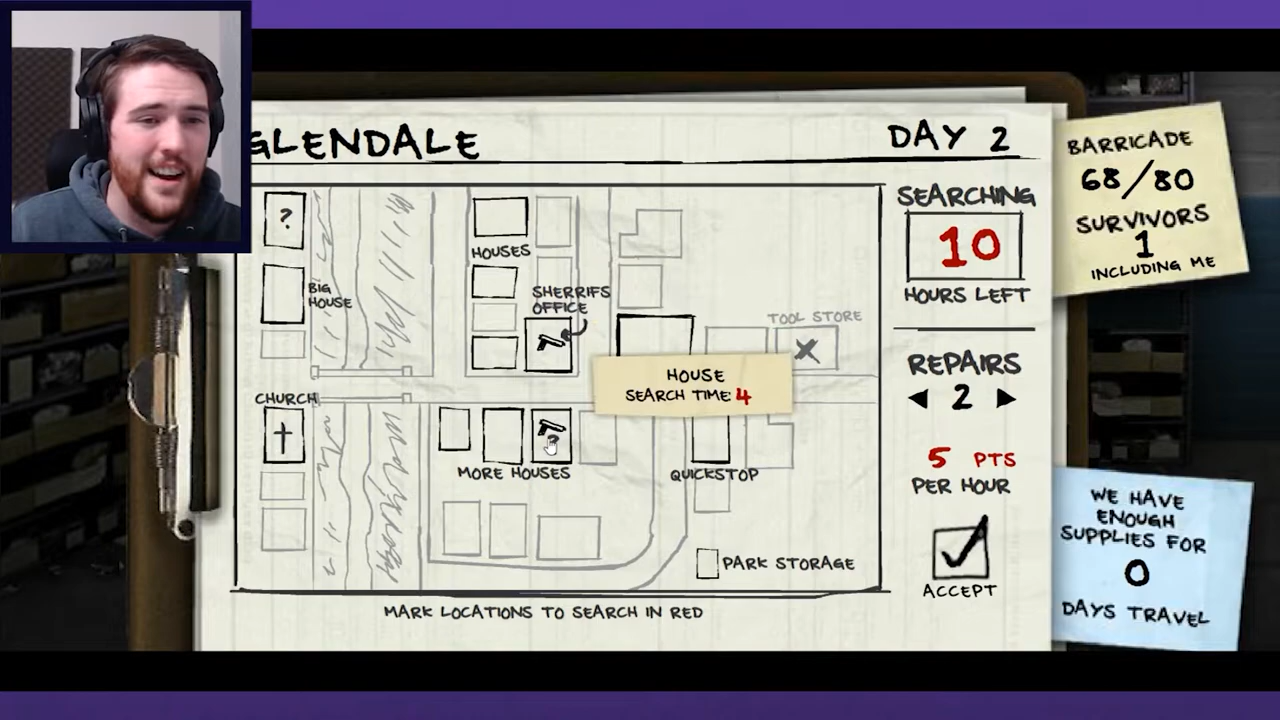 GLENDALE
DAY 2
?
BIG
HOUSE
HOUSES
SHERRIFS
OFFICE
TOOL STORE
HOUSE
SEARCH TIME: 4
CHURCH
MORE HOUSES
QUICKSTOP
PARK STORAGE
MARK LOCATIONS TO SEARCH IN RED
SEARCHING
10
HOURS LEFT
REPAIRS
2
5 PTS
PER HOUR
ACCEPT
BARRICADE
68/80
SURVIVORS
1
INCLUDING ME
WE HAVE
ENOUGH
SUPPLIES FOR
0
DAYS TRAVEL